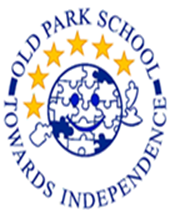 OLD PARK SCHOOL
TOWARDS INDEPENDENCE